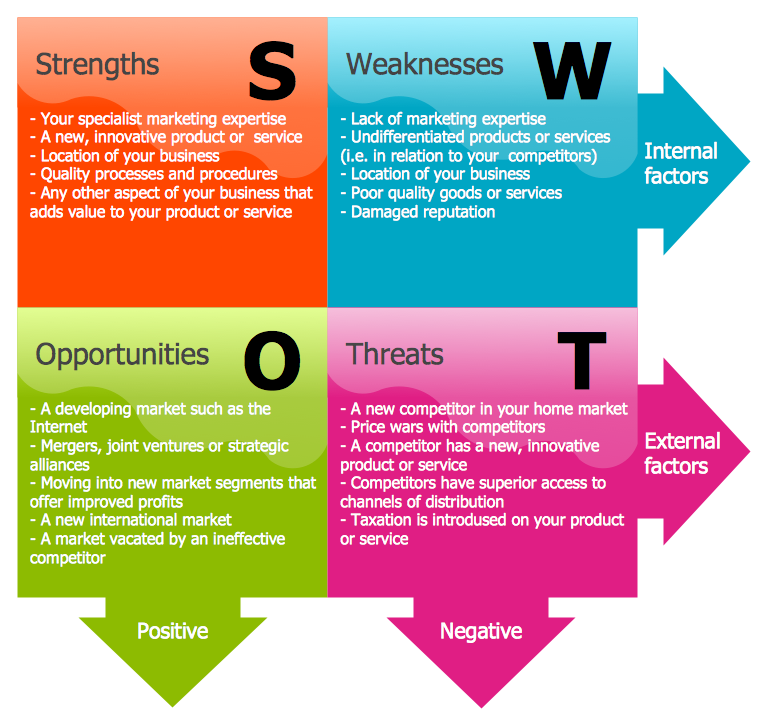 Strengths S
- Your specialist marketing expertise
- A new, innovative product or service
- Location of your business
- Quality processes and procedures
- Any other aspect of your business that
adds value to your product or service
Weaknesses W
- Lack of marketing expertise
- Undifferentiated products or services
(i.e. in relation to your competitors)
- Location of your business
- Poor quality goods or services
- Damaged reputation
Internal
factors
Opportunities O
- A developing market such as the
Internet
- Mergers, joint ventures or strategic
alliances
- Moving into new market segments that
offer improved profits
- A new international market
- A market vacated by an ineffective
competitor
Threats T
- A new competitor in your home market
- Price wars with competitors
- A competitor has a new, innovative
product or service
- Competitors have superior access to
channels of distribution
- Taxation is introdused on your product
or service
External
factors
Positive
Negative